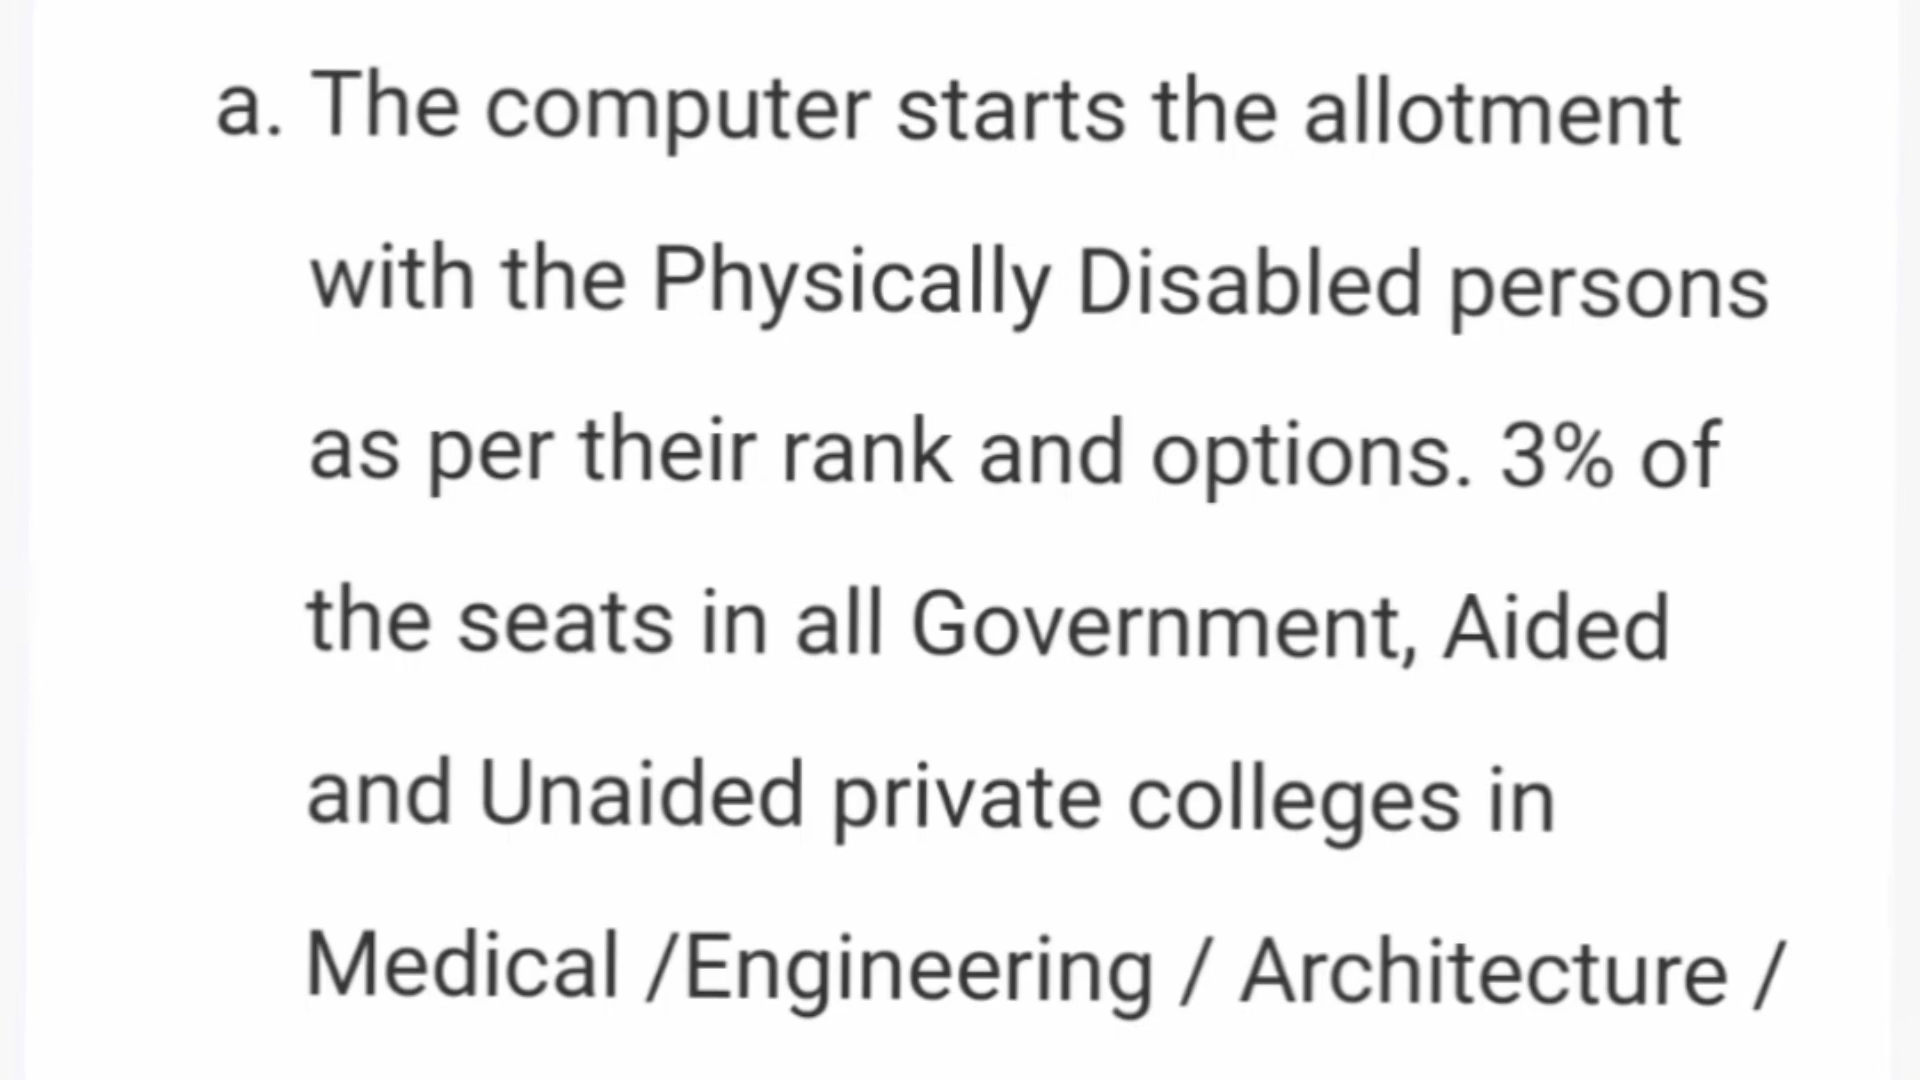 a. The computer starts the allotment
with the Physically Disabled persons
as per their rank and options. 3% of
the seats in all Government, Aided
and Unaided private colleges in
Medical /Engineering / Architecture /